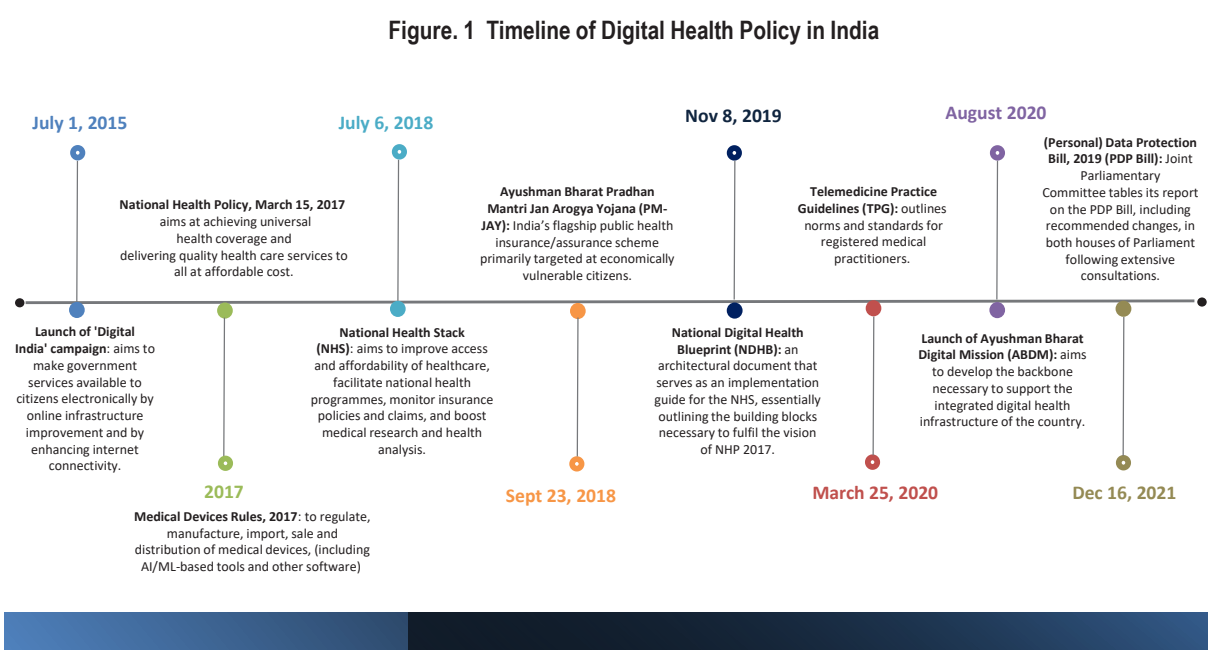 Figure. 1  Timeline of Digital Health Policy in India
July 1, 2015
Launch of 'Digital
India' campaign: aims to
make government
services available to
citizens electronically by
online infrastructure
improvement and by
enhancing internet
connectivity.
National Health Policy, March 15, 2017
aims at achieving universal
health coverage and
delivering quality health care services to
all at affordable cost.
2017
Medical Devices Rules, 2017: to regulate,
manufacture, import, sale and
distribution of medical devices, (including
AI/ML-based tools and other software)
July 6, 2018
National Health Stack
(NHS): aims to improve access
and affordability of healthcare,
facilitate national health
programmes, monitor insurance
policies and claims, and boost
medical research and health
analysis.
Ayushman Bharat Pradhan
Mantri Jan Arogya Yojana (PM-
JAY): India's flagship public health
insurance/assurance scheme
primarily targeted at economically
vulnerable citizens.
Sept 23, 2018
Nov 8, 2019
National Digital Health
Blueprint (NDHB): an
architectural document that
serves as an implementation
guide for the NHS, essentially
outlining the building blocks
necessary to fulfil the vision
of NHP 2017.
Telemedicine Practice
Guidelines (TPG): outlines
norms and standards for
registered medical
practitioners.
March 25, 2020
August 2020
Launch of Ayushman Bharat
Digital Mission (ABDM): aims
to develop the backbone
necessary to support the
integrated digital health
infrastructure of the country.
(Personal) Data Protection
Bill, 2019 (PDP Bill): Joint
Parliamentary
Committee tables its report
on the PDP Bill, including
recommended changes, in
both houses of Parliament
following extensive
consultations.
Dec 16, 2021